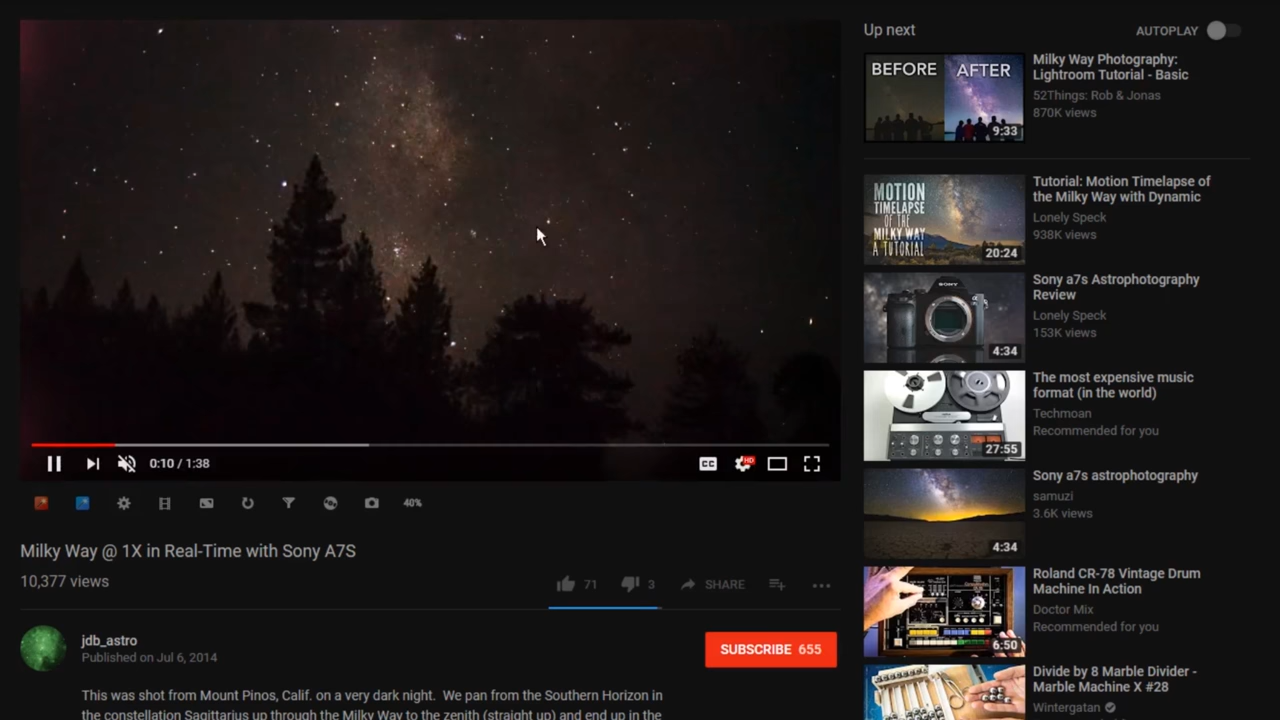 Up next
AUTOPLAY
BEFORE
AFTER
9:33
Milky Way Photography:
Lightroom Tutorial - Basic
52Things: Rob & Jonas
870K views
MOTION
TIMELAPSE
OF THE
MILKY WAY
A TUTORIAL
20:24
Tutorial: Motion Timelapse of
the Milky Way with Dynamic
Lonely Speck
938K views
SONY
4:34
Sony a7s Astrophotography
Review
Lonely Speck
153K views
27:55
The most expensive music
format (in the world)
Techmoan
Recommended for you
4:34
Sony a7s astrophotography
samuzi
3.6K views
6:50
Roland CR-78 Vintage Drum
Machine In Action
Doctor Mix
Recommended for you
Divide by 8 Marble Divider -
Marble Machine X #28
Wintergatan
0:10 / 1:38
CC
HD
40%
Milky Way @ 1X in Real-Time with Sony A7S
10,377 views
71
3
SHARE
jdb_astro
Published on Jul 6, 2014
SUBSCRIBE 655
This was shot from Mount Pinos, Calif. on a very dark night. We pan from the Southern Horizon in
the constellation Sagittarius up through the Milky Way to the zenith (straight up) and end up in the